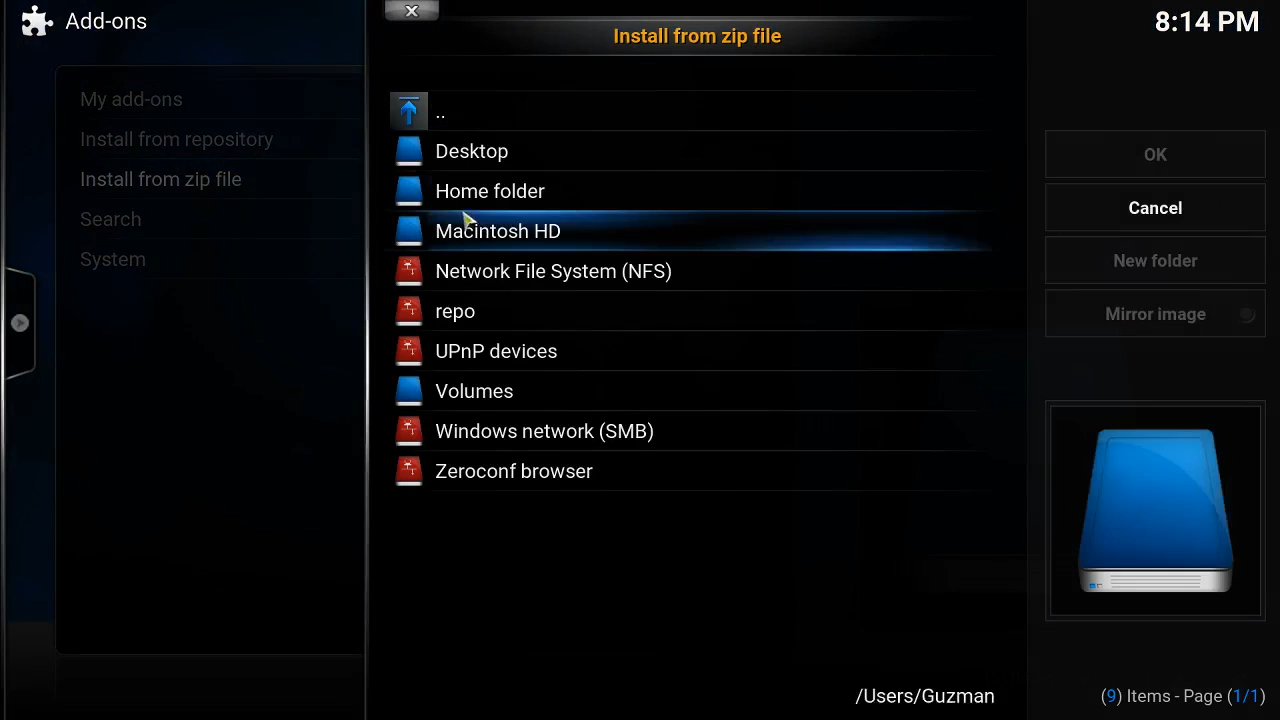 Add-ons
My add-ons
Install from repository
Install from zip file
Search
System
Install from zip file
..
Desktop
Home folder
Macintosh HD
Network File System (NFS)
repo
UPnP devices
Volumes
Windows network (SMB)
Zeroconf browser
/Users/Guzman
8:14 PM
OK
Cancel
New folder
Mirror image
(9) Items - Page (1/1)